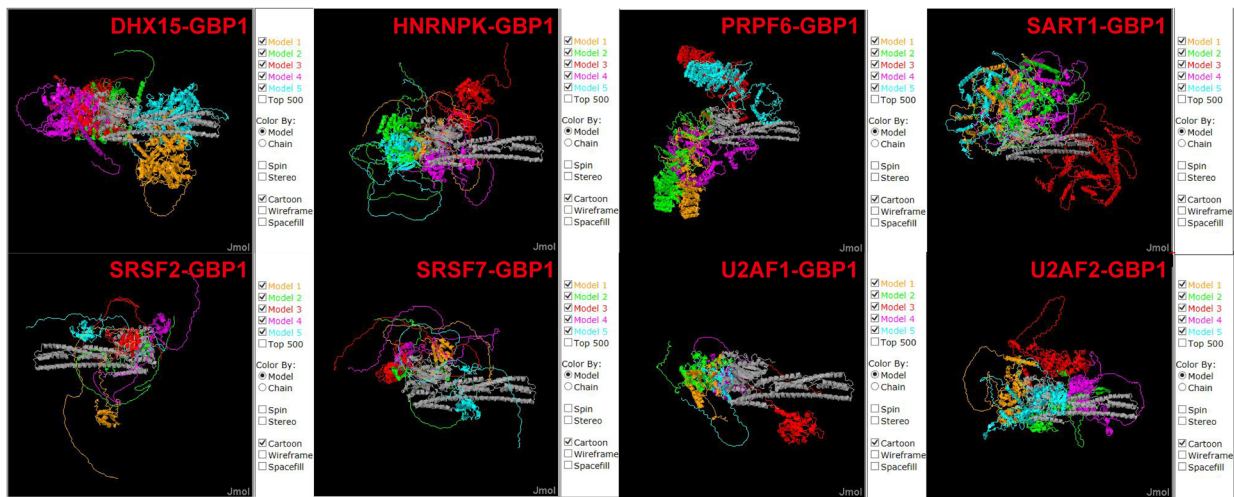 DHX15-GBP1
Model 1
Model 2
Model 3
Model 4
Model 5
Top 500
Color By:
Model
Chain
Spin
Stereo
Cartoon
Wireframe
Spacefill
Jmol
HNRNPK-GBP1
Model 1
Model 2
Model 3
Model 4
Model 5
Top 500
Color By:
Model
Chain
Spin
Stereo
Cartoon
Wireframe
Spacefill
Jmol
PRPF6-GBP1
Model 1
Model 2
Model 3
Model 4
Model 5
Top 500
Color By:
Model
Chain
Spin
Stereo
Cartoon
Wireframe
Spacefill
Jmol
SART1-GBP1
Model 1
Model 2
Model 3
Model 4
Model 5
Top 500
Color By:
Model
Chain
Spin
Stereo
Cartoon
Wireframe
Spacefill
Jmol
SRSF2-GBP1
Model 1
Model 2
Model 3
Model 4
Model 5
Top 500
Color By:
Model
Chain
Spin
Stereo
Cartoon
Wireframe
Spacefill
Jmol
SRSF7-GBP1
Model 1
Model 2
Model 3
Model 4
Model 5
Top 500
Color By:
Model
Chain
Spin
Stereo
Cartoon
Wireframe
Spacefill
Jmol
U2AF1-GBP1
Model 1
Model 2
Model 3
Model 4
Model 5
Top 500
Color By:
Model
Chain
Spin
Stereo
Cartoon
Wireframe
Spacefill
Jmol
U2AF2-GBP1
Model 1
Model 2
Model 3
Model 4
Model 5
Top 500
Color By:
Model
Chain
Spin
Stereo
Cartoon
Wireframe
Spacefill
Jmol